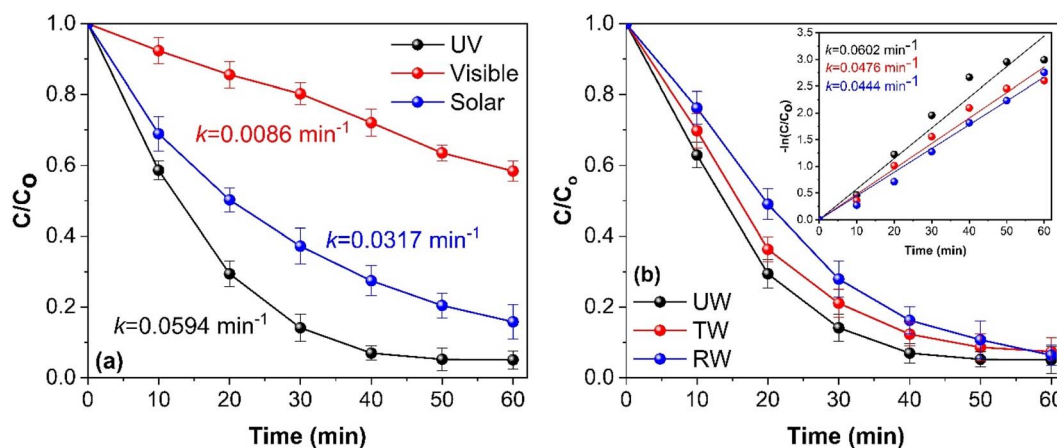 1.0
0.8
0.6
0.4
0.2
0.0
C/Co
UV
Visible
Solar
k=0.0086 min⁻¹
k=0.0317 min⁻¹
k=0.0594 min⁻¹
(a)
0 10 20 30 40 50 60
Time (min)
1.0
0.8
0.6
0.4
0.2
0.0
C/Co
3.5
3.0
2.5
2.0
1.5
1.0
0.5
0.0
-ln(C/Co)
k=0.0602 min⁻¹
k=0.0476 min⁻¹
k=0.0444 min⁻¹
0 10 20 30 40 50 60
Time (min)
(b)
UW
TW
RW
0 10 20 30 40 50 60
Time (min)